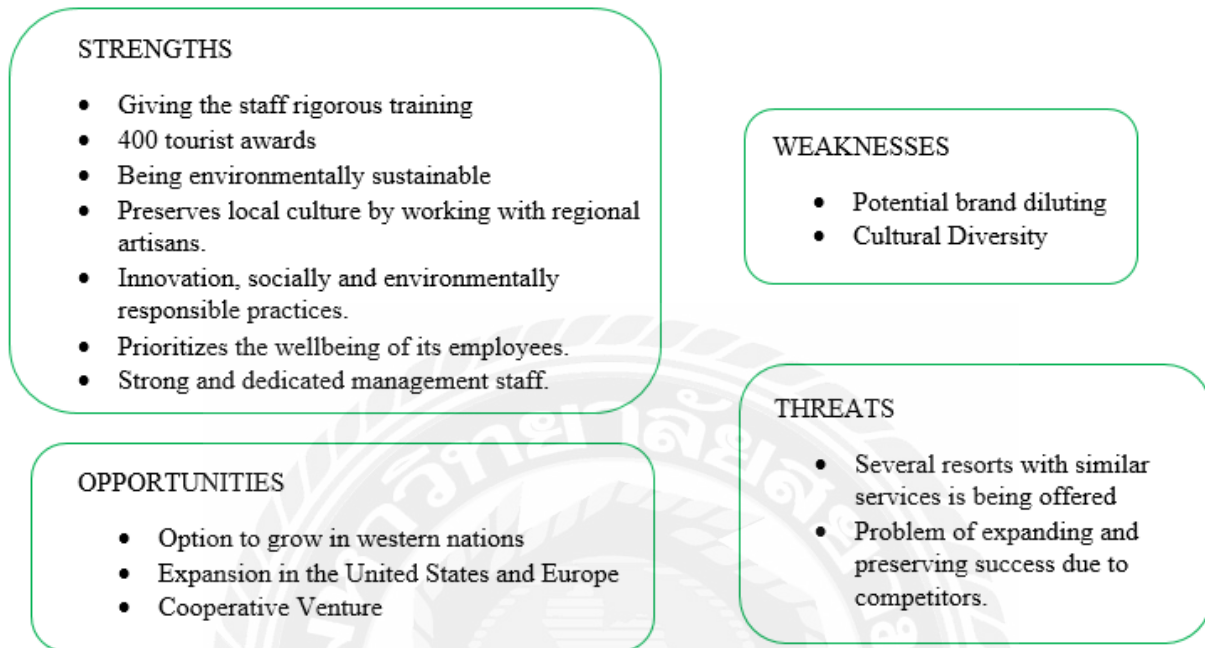 STRENGTHS
• Giving the staff rigorous training
• 400 tourist awards
• Being environmentally sustainable
• Preserves local culture by working with regional
artisans.
• Innovation, socially and environmentally
responsible practices.
• Prioritizes the wellbeing of its employees.
• Strong and dedicated management staff.
WEAKNESSES
• Potential brand diluting
• Cultural Diversity
OPPORTUNITIES
• Option to grow in western nations
• Expansion in the United States and Europe
• Cooperative Venture
THREATS
• Several resorts with similar
services is being offered
• Problem of expanding and
preserving success due to
competitors.